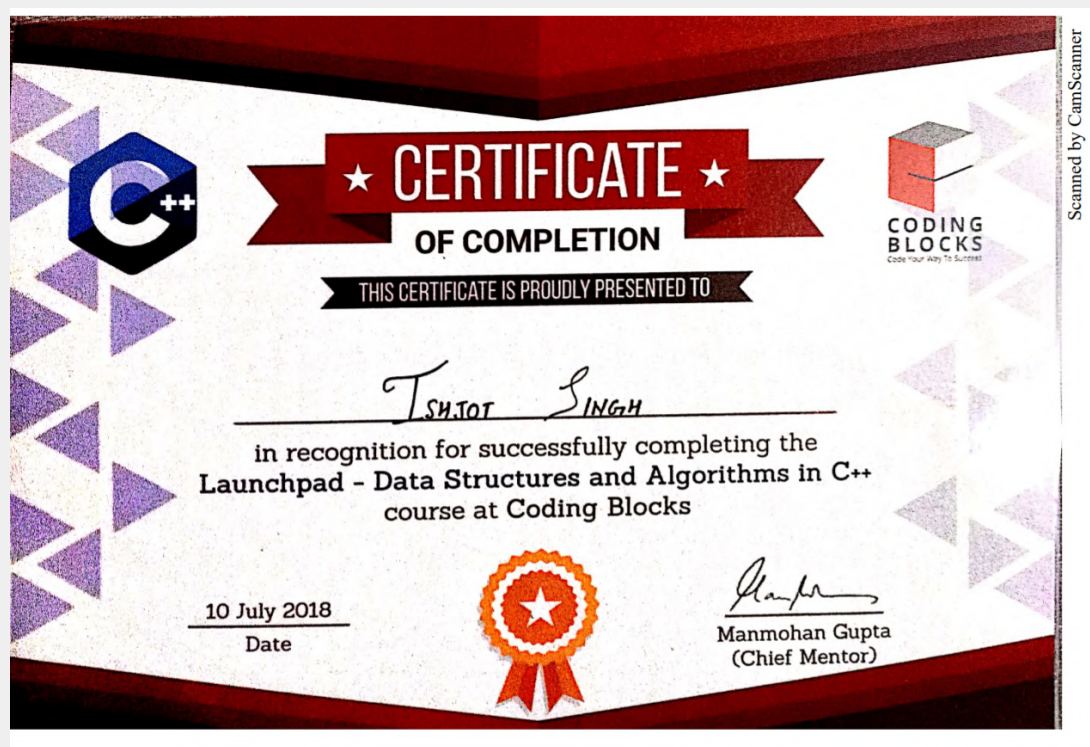 Scanned by CamScanner
C++
CERTIFICATE
OF COMPLETION
CODING
BLOCKS
Code Your Way To Success
THIS CERTIFICATE IS PROUDLY PRESENTED TO
SINGH
in recognition for successfully completing the
Launchpad – Data Structures and Algorithms in C++
course at Coding Blocks
10 July 2018
Date
Manmohan Gupta
(Chief Mentor)